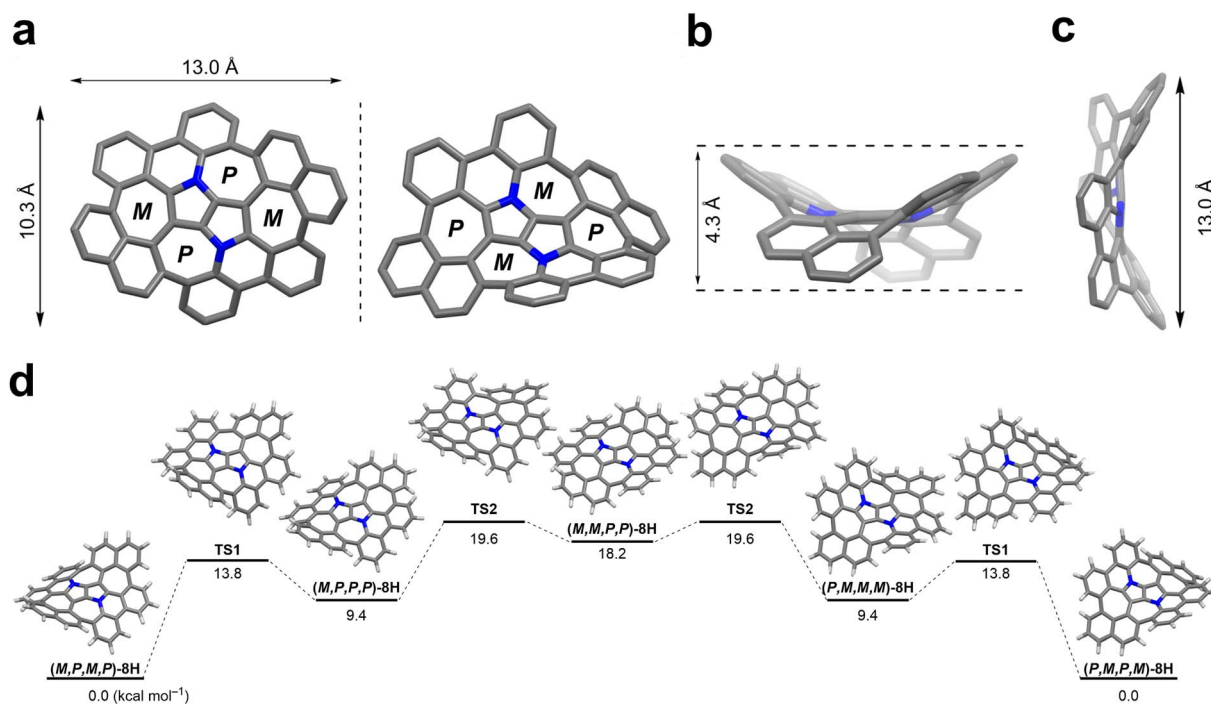 a
b
c
13.0 Å
10.3 Å
P
M
M
P
M
P
P
M
4.3 Å
13.0 Å
d
(M,P,M,P)-8H
0.0 (kcal mol⁻¹)
TS1
13.8
(M,P,P,P)-8H
9.4
TS2
19.6
(M,M,P,P)-8H
18.2
TS2
19.6
(P,M,M,M)-8H
9.4
TS1
13.8
(P,M,P,M)-8H
0.0